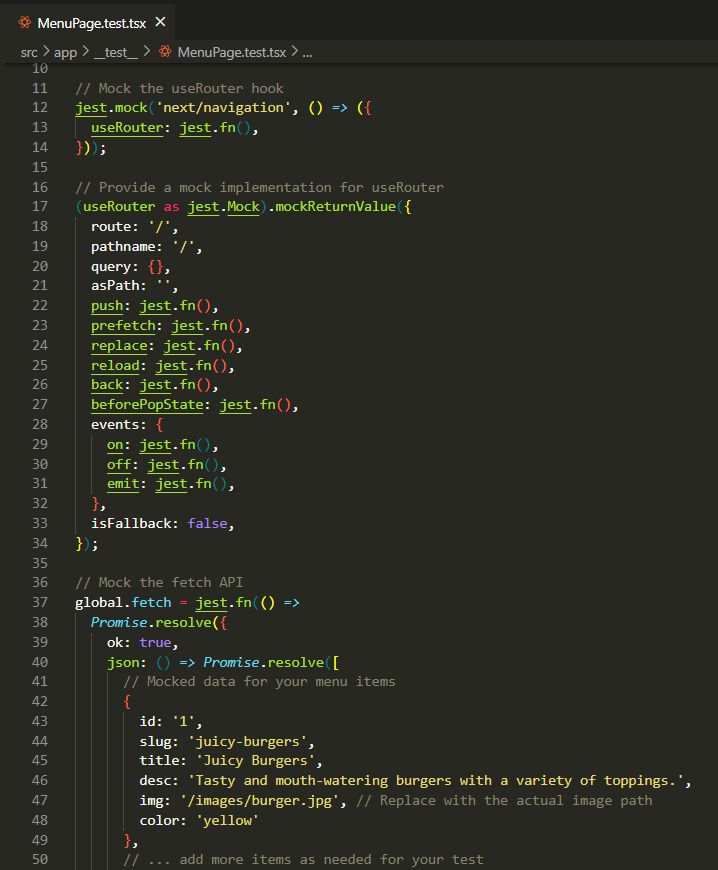 MenuPage.test.tsx ×
src > app > __test__ > MenuPage.test.tsx > ...
10
11 // Mock the useRouter hook
12 jest.mock('next/navigation', () => ({
13   useRouter: jest.fn(),
14 }));
15
16 // Provide a mock implementation for useRouter
17 (useRouter as jest.Mock).mockReturnValue({
18   route: '/',
19   pathname: '/',
20   query: {},
21   asPath: '',
22   push: jest.fn(),
23   prefetch: jest.fn(),
24   replace: jest.fn(),
25   reload: jest.fn(),
26   back: jest.fn(),
27   beforePopState: jest.fn(),
28   events: {
29     on: jest.fn(),
30     off: jest.fn(),
31     emit: jest.fn(),
32   },
33   isFallback: false,
34 });
35
36 // Mock the fetch API
37 global.fetch = jest.fn(() =>
38   Promise.resolve({
39     ok: true,
40     json: () => Promise.resolve([
41       // Mocked data for your menu items
42       {
43         id: '1',
44         slug: 'juicy-burgers',
45         title: 'Juicy Burgers',
46         desc: 'Tasty and mouth-watering burgers with a variety of toppings.',
47         img: '/images/burger.jpg', // Replace with the actual image path
48         color: 'yellow'
49       },
50       // ... add more items as needed for your test